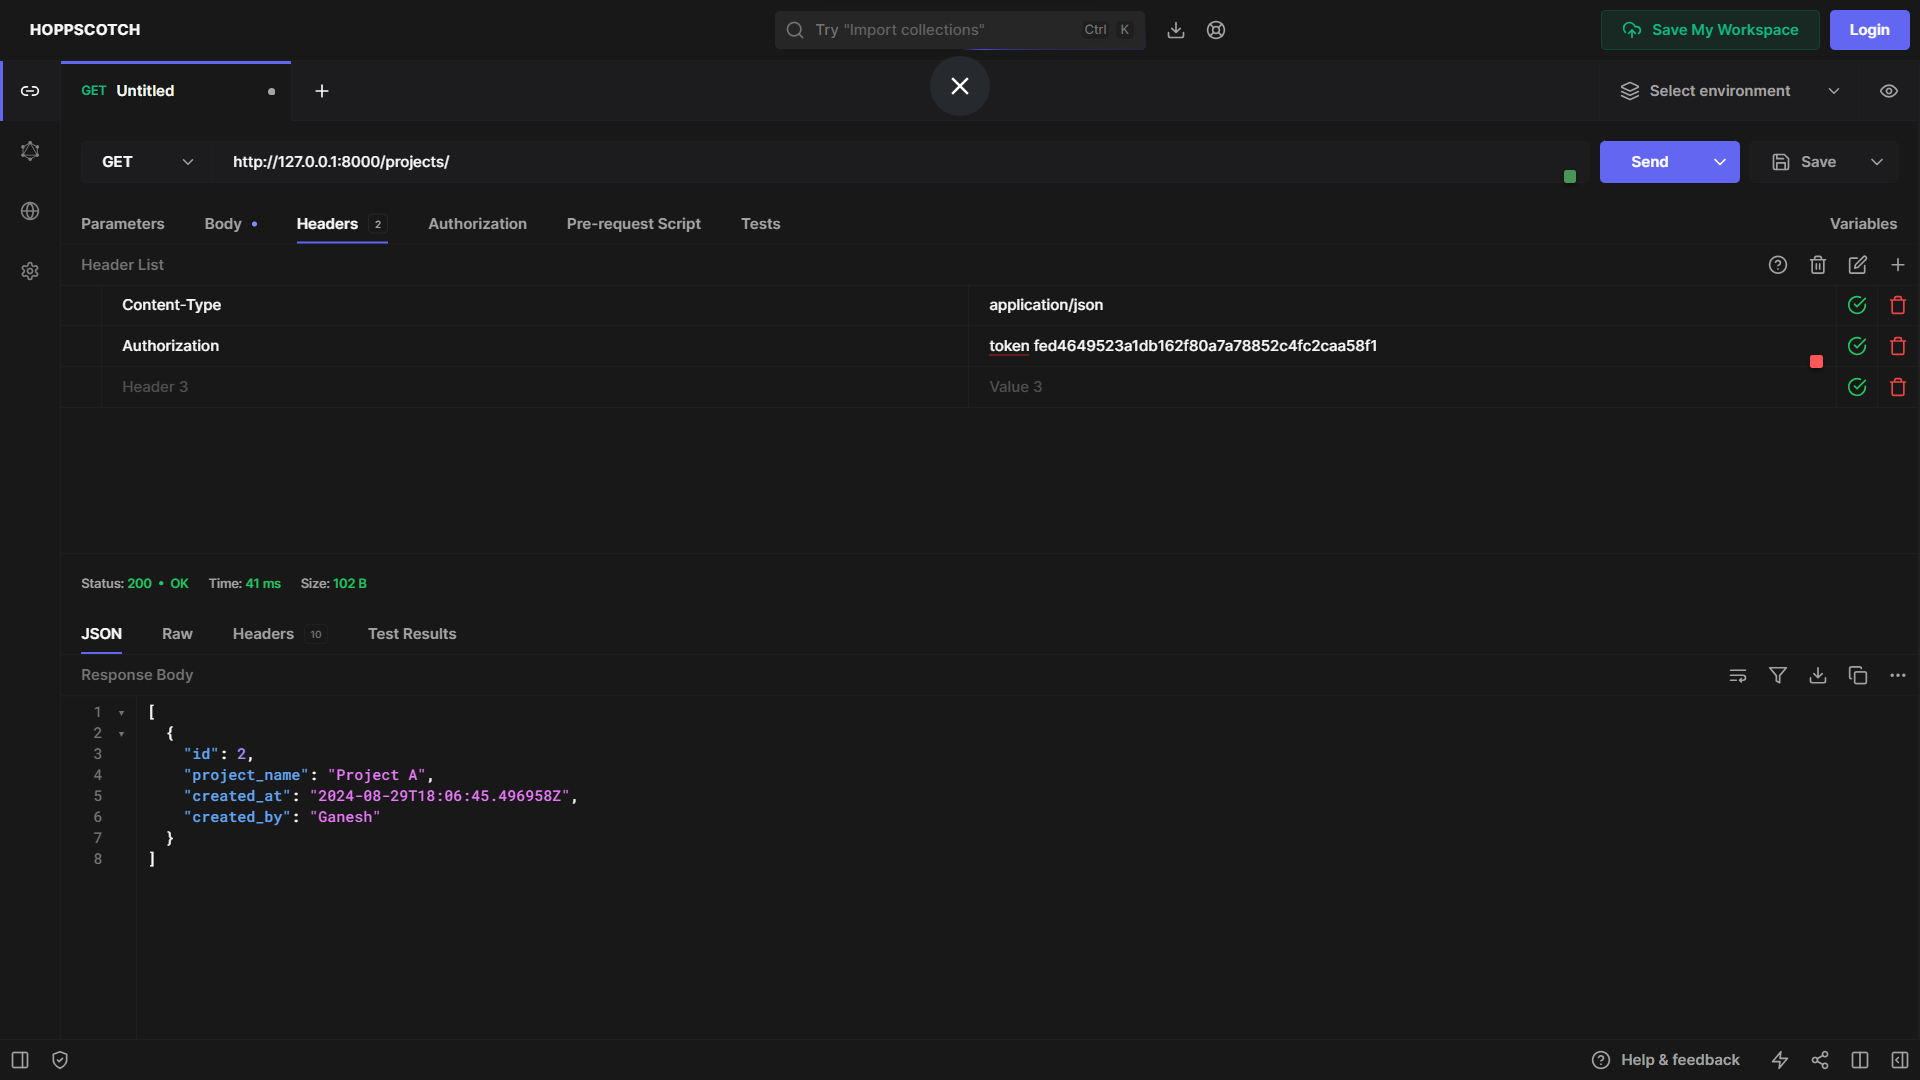 HOPPSCOTCH
Try "Import collections"
Ctrl K
Save My Workspace
Login
GET Untitled
Select environment
GET
http://127.0.0.1:8000/projects/
Send
Save
Parameters
Body
Headers 2
Authorization
Pre-request Script
Tests
Variables
Header List
Content-Type
application/json
Authorization
token fed4649523a1db162f80a7a78852c4fc2caa58f1
Header 3
Value 3
Status: 200 • OK Time: 41 ms Size: 102 B
JSON
Raw
Headers 10
Test Results
Response Body
1 [
2 {
3 "id": 2,
4 "project_name": "Project A",
5 "created_at": "2024-08-29T18:06:45.496958Z",
6 "created_by": "Ganesh"
7 }
8 ]
Help & feedback